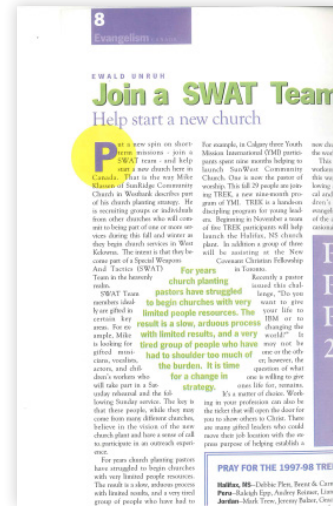 8
Evangelism
EWALD UNRUH
Join a SWAT Team
Help start a new church
Put a new spin on short-
term missions - join a
SWAT team - and help
start a new church here in
Canada. That is the way Mike
Klassen of SunRidge Community
Church in Westbank describes part
of his church planting strategy. He
is recruiting groups or individuals
from other churches who will com-
mit to being part of one or more ser-
vices during this fall and winter as
they begin church services in West
Kelowna. The intent is that they be-
come part of a Special Weapons
And Tactics (SWAT)
Team in the heavenly
realm.
SWAT Team
members ideal-
ly are gifted in
certain key
areas. For ex-
ample, Mike
is looking for
gifted musi-
cians, vocalists,
actors, and chil-
dren's workers who
will take part in a Sat-
urday rehearsal and the fol-
lowing Sunday service. The key is
that these people, while they may
come from many different churches,
believe in the vision of the new
church plant and have a sense of call
to participate in an outreach experi-
ence.
For years church planting pastors
have struggled to begin churches
with very limited people resources.
The result is a slow, arduous process
with limited results, and a very tired
group of people who have had to
For years
church planting
pastors have struggled
to begin churches with very
limited people resources. The
result is a slow, arduous process
with limited results, and a very
tired group of people who have
had to shoulder too much of
the burden. It is time
for a change in
strategy.
For example, in Calgary three Youth
Mission International (YMI) partici-
pants spent nine months helping to
launch SunWest Community
Church. One is now the pastor of
worship. This fall 29 people are join-
ing TREK, a new nine-month pro-
gram of YMI. TREK is a hands-on
discipling program for young lead-
ers. Beginning in November a team
of five TREK participants will help
launch the Halifax, NS church
plant. In addition a group of three
will be assisting at the New
Covenant Christian Fellowship
in Toronto.
Recently a pastor
issued this chal-
lenge, "Do you
want to give
your life to
IBM or to
changing the
world?" It
may not be
one or the oth-
er; however, the
question of what
one is willing to give
ones life for, remains.
It's a matter of choice. Work-
ing in your profession can also be
the ticket that will open the door for
you to show others to Christ. There
are many gifted leaders who could
move their job location with the ex-
press purpose of helping establish a
PRAY FOR THE 1997-98 TRE
Halifax, NS–Debbie Plett, Brent &
Peru–Raleigh Epp, Andrey Reimer,
Jordan–Mark Trew, Jeremy Balzer,